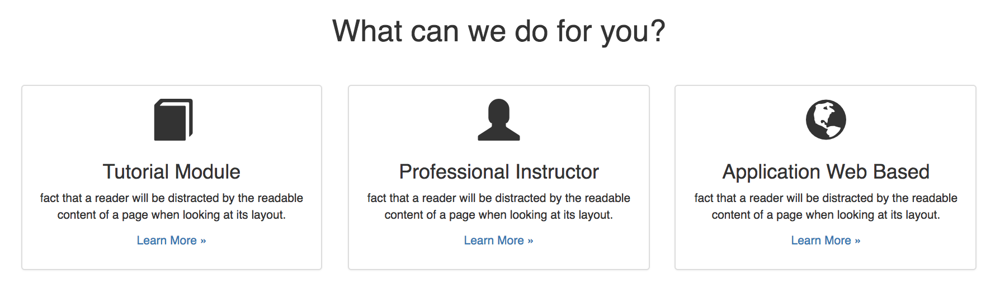 What can we do for you?
Tutorial Module
fact that a reader will be distracted by the readable
content of a page when looking at its layout.
Learn More »
Professional Instructor
fact that a reader will be distracted by the readable
content of a page when looking at its layout.
Learn More »
Application Web Based
fact that a reader will be distracted by the readable
content of a page when looking at its layout.
Learn More »